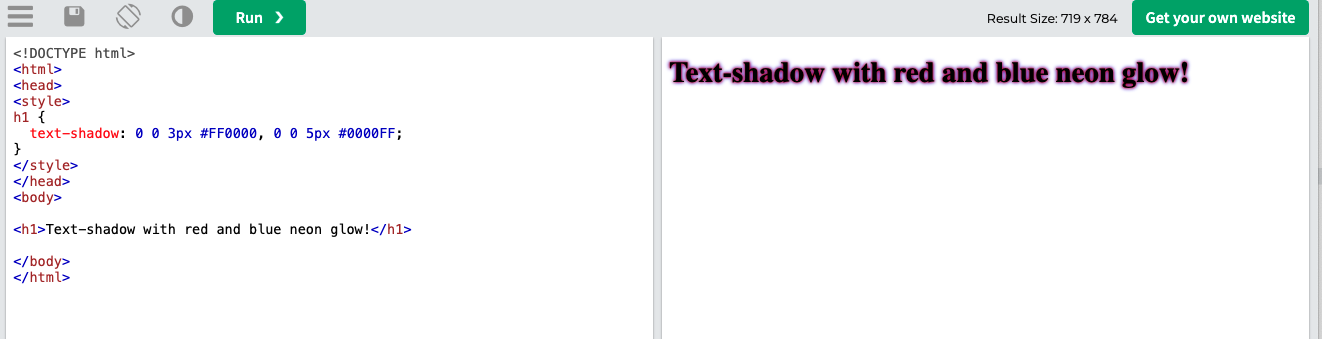 Run ❯
Result Size: 719 x 784
Get your own website
<!DOCTYPE html>
<html>
<head>
<style>
h1 {
  text-shadow: 0 0 3px #FF0000, 0 0 5px #0000FF;
}
</style>
</head>
<body>

<h1>Text-shadow with red and blue neon glow!</h1>

</body>
</html>
Text-shadow with red and blue neon glow!